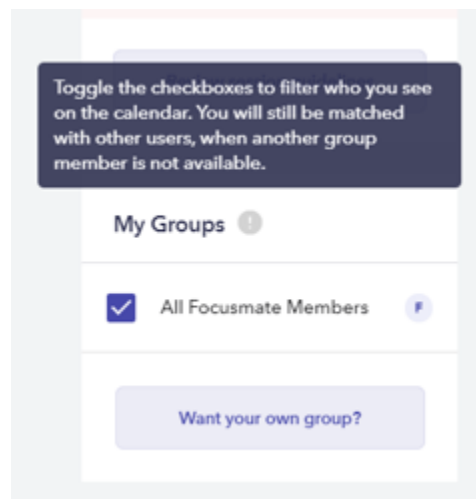 Toggle the checkboxes to filter who you see
on the calendar. You will still be matched
with other users, when another group
member is not available.
My Groups !
All Focusmate Members F
Want your own group?